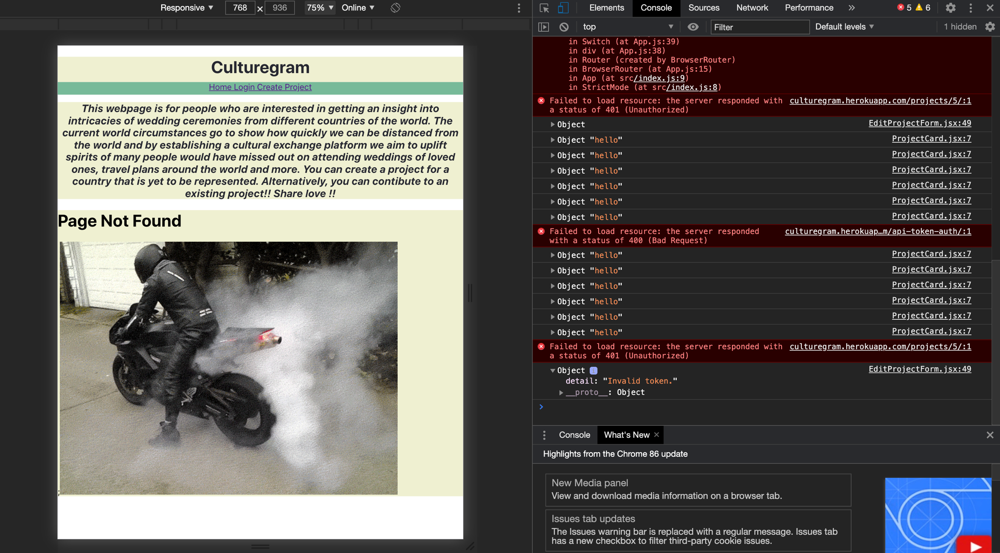 Responsive 768 × 936 75% Online
Elements Console Sources Network Performance » 5 6
top Filter Default levels 1 hidden
Culturegram
Home Login Create Project
This webpage is for people who are interested in getting an insight into
intricacies of wedding ceremonies from different countries of the world. The
current world circumstances go to show how quickly we can be distanced from
the world and by establishing a cultural exchange platform we aim to uplift
spirits of many people would have missed out on attending weddings of loved
ones, travel plans around the world and more. You can create a project for a
country that is yet to be represented. Alternatively, you can contibute to an
existing project!! Share love !!
Page Not Found
;
in Switch (at App.js:39)
in div (at App.js:38)
in Router (created by BrowserRouter)
in BrowserRouter (at App.js:15)
in App (at src/index.js:9)
in StrictMode (at src/index.js:8)
Failed to load resource: the server responded with culturegram.herokuapp.com/projects/5/:1
a status of 401 (Unauthorized)
Object EditProjectForm.jsx:49
Object "hello" ProjectCard.jsx:7
Object "hello" ProjectCard.jsx:7
Object "hello" ProjectCard.jsx:7
Object "hello" ProjectCard.jsx:7
Object "hello" ProjectCard.jsx:7
Object "hello" ProjectCard.jsx:7
Failed to load resource: the server responded culturegram.herokuap…m/api-token-auth/:1
with a status of 400 (Bad Request)
Object "hello" ProjectCard.jsx:7
Object "hello" ProjectCard.jsx:7
Object "hello" ProjectCard.jsx:7
Object "hello" ProjectCard.jsx:7
Object "hello" ProjectCard.jsx:7
Object "hello" ProjectCard.jsx:7
Failed to load resource: the server responded with culturegram.herokuapp.com/projects/5/:1
a status of 401 (Unauthorized)
Object i EditProjectForm.jsx:49
detail: "Invalid token."
__proto__: Object
Console What's New
Highlights from the Chrome 86 update
New Media panel
View and download media information on a browser tab.
Issues tab updates
The Issues warning bar is replaced with a regular message. Issues tab
has a new checkbox to filter third-party cookie issues.